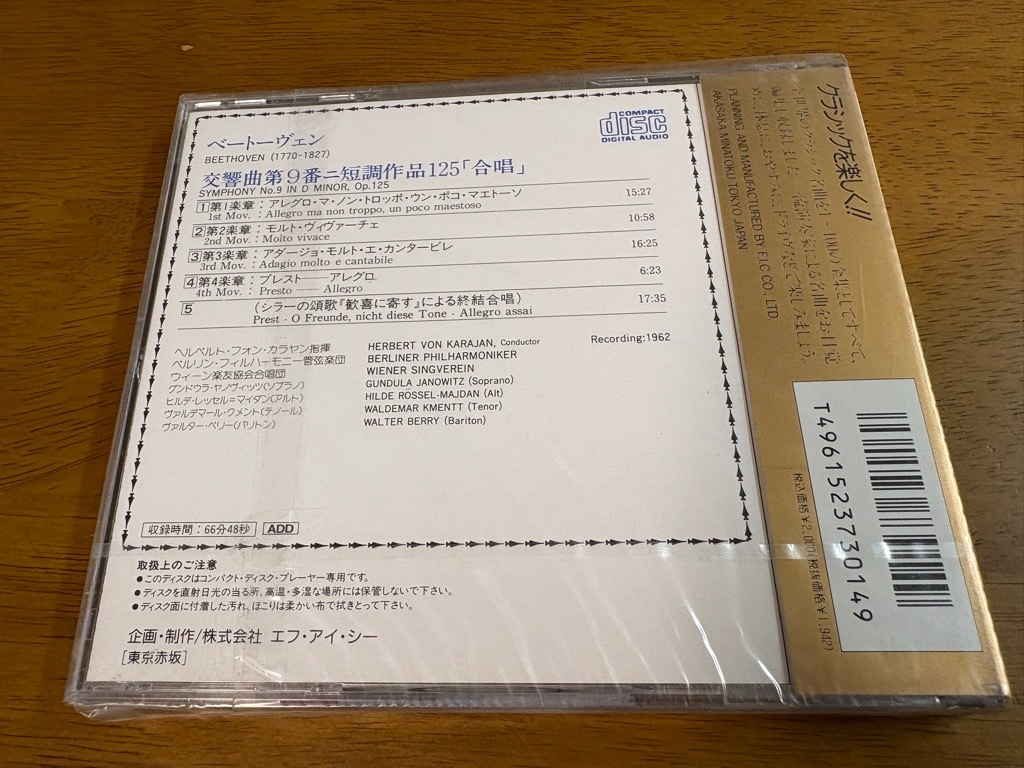 ベートーヴェン
BEETHOVEN (1770-1827)
COMPACT
disc
DIGITAL AUDIO
交響曲第9番ニ短調作品125「合唱」
SYMPHONY No.9 IN D MINOR, Op.125
1 第1楽章：アレグロ・マ・ノン・トロッポ・ウン・ポコ・マエトーソ 15:27
1st Mov. : Allegro ma non troppo, un poco maestoso
2 第2楽章：モルト・ヴィヴァーチェ 10:58
2nd Mov. : Molto vivace
3 第3楽章：アダージョ・モルト・エ・カンタービレ 16:25
3rd Mov. : Adagio molto e cantabile
4 第4楽章：プレスト——アレグロ 6:23
4th Mov. : Presto —— Allegro
5 (シラーの頌歌『歓喜に寄す』による終結合唱) 17:35
Prest - O Freunde, nicht diese Tone - Allegro assai
ヘルベルト・フォン・カラヤン指揮
ベルリン・フィルハーモニー管弦楽団
ウィーン楽友協会合唱団
グンドウラ・ヤノヴィッツ(ソプラノ)
ヒルデ・レッセル＝マイダン(アルト)
ヴァルデマール・クメント(テノール)
ヴァルター・ベリー(バリトン)
HERBERT VON KARAJAN, Conductor
BERLINER PHILHARMONIKER
WIENER SINGVEREIN
GUNDULA JANOWITZ (Soprano)
HILDE ROSSEL-MAJDAN (Alt)
WALDEMAR KMENTT (Tenor)
WALTER BERRY (Bariton)
Recording:1962
収録時間：66分48秒 ADD
取扱上のご注意
●このディスクはコンパクト・ディスク・プレーヤー専用です。
●ディスクを直射日光の当る所、高温・多湿な場所には保管しないで下さい。
●ディスク面に付着した汚れ、ほこりは柔かい布で拭きとって下さい。
企画・制作/株式会社 エフ・アイ・シー
[東京赤坂]
クラシックを楽しく!!
PLANNING AND MANUFACTURED BY F.I.C CO., LTD
AKASAKA MINATOKU TOKYO JAPAN
T4961523730149
税込価格¥2,000(税抜価格¥1,942)